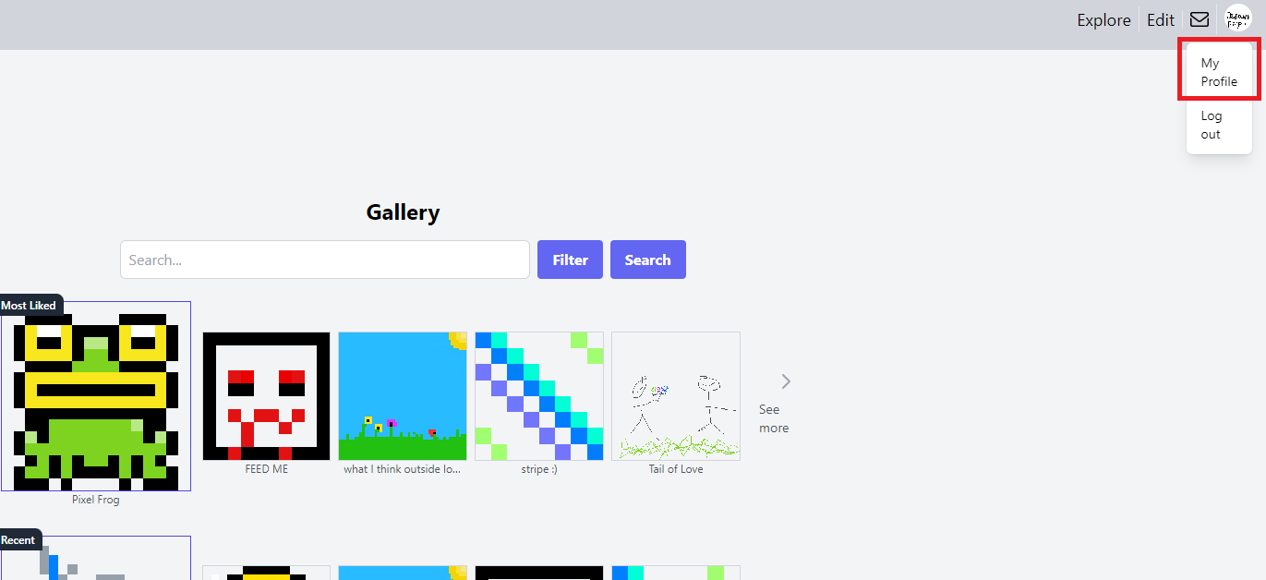 Explore Edit
My
Profile
Log
out
Gallery
Search...
Filter
Search
Most Liked
Pixel Frog
FEED ME
what I think outside lo...
stripe :)
Tail of Love
See
more
Recent